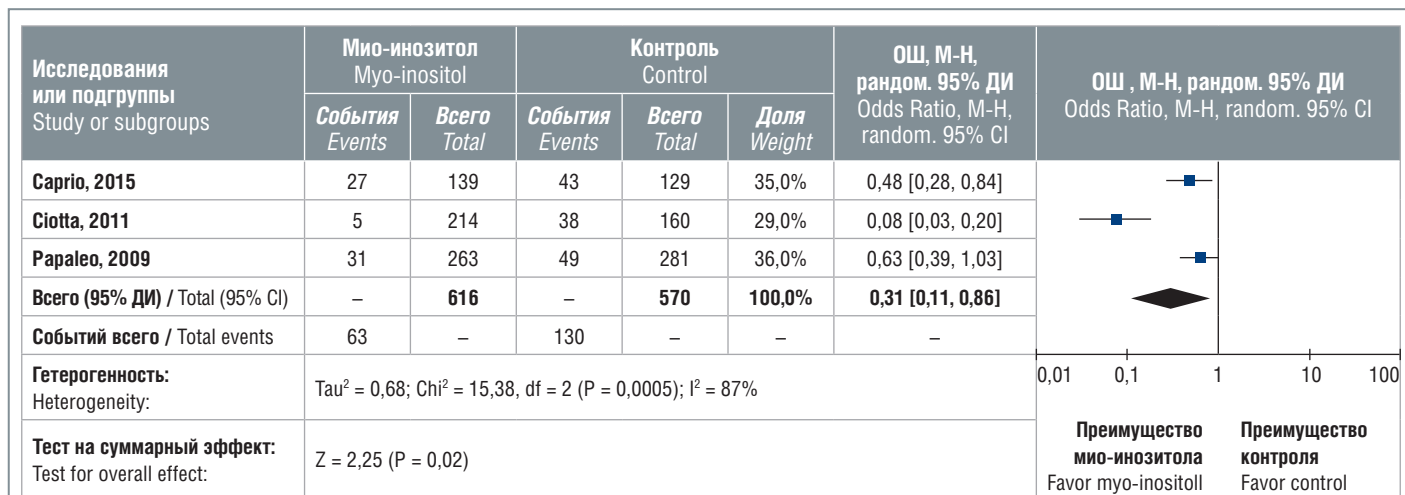 Исследования
или подгруппы
Study or subgroups
Мио-инозитол
Myo-inositol
Контроль
Control
ОШ, М-Н,
рандом. 95% ДИ
Odds Ratio, M-H,
random. 95% CI
ОШ , М-Н, рандом. 95% ДИ
Odds Ratio, M-H, random. 95% CI
События
Events
Всего
Total
События
Events
Всего
Total
Доля
Weight
Caprio, 2015 27 139 43 129 35,0% 0,48 [0,28, 0,84]
Ciotta, 2011 5 214 38 160 29,0% 0,08 [0,03, 0,20]
Papaleo, 2009 31 263 49 281 36,0% 0,63 [0,39, 1,03]
Всего (95% ДИ) / Total (95% CI) – 616 – 570 100,0% 0,31 [0,11, 0,86]
Событий всего / Total events 63 – 130 – – –
Гетерогенность:
Heterogeneity:
Tau² = 0,68; Chi² = 15,38, df = 2 (P = 0,0005); I² = 87%
Тест на суммарный эффект:
Test for overall effect:
Z = 2,25 (P = 0,02)
0,01 0,1 1 10 100
Преимущество
мио-инозитола
Favor myo-inositoll
Преимущество
контроля
Favor control